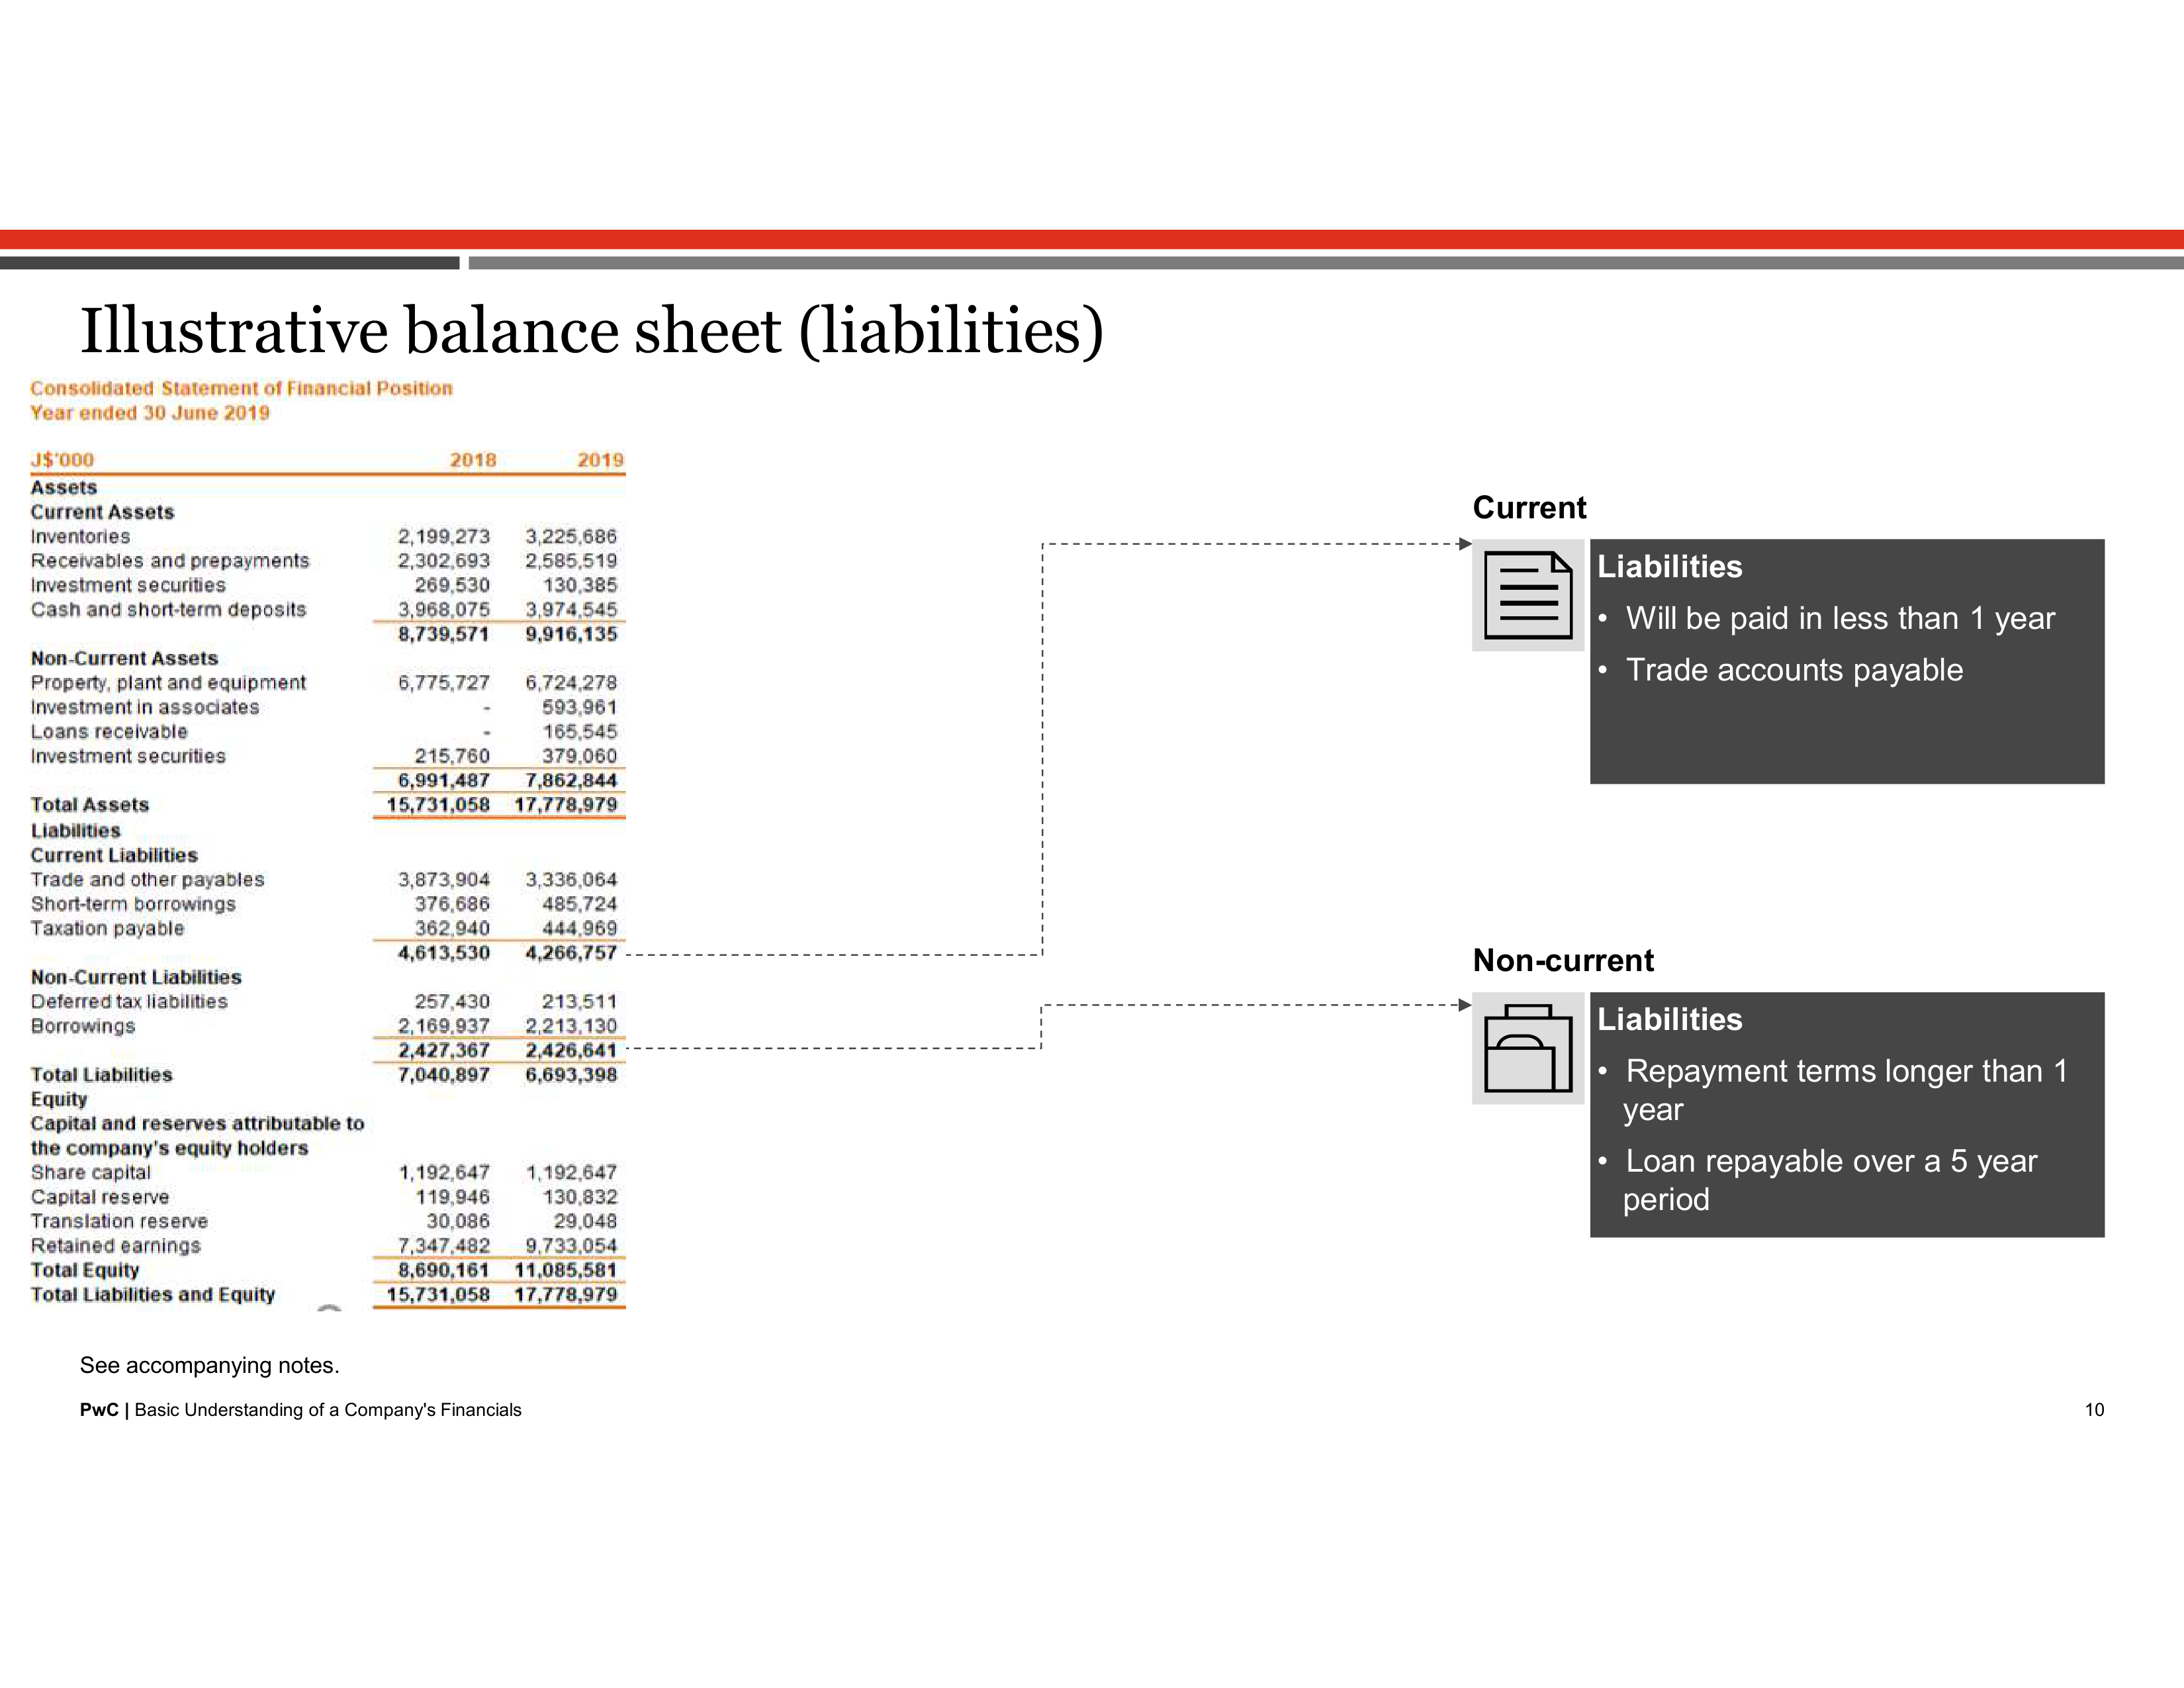 Illustrative balance sheet (liabilities)
Consolidated Statement of Financial Position
Year ended 30 June 2019
J$'000 2018 2019
Assets
Current Assets
Inventories 2,199,273 3,225,686
Receivables and prepayments 2,302,693 2,585,519
Investment securities 269,530 130,385
Cash and short-term deposits 3,968,075 3,974,545
8,739,571 9,916,135
Non-Current Assets
Property, plant and equipment 6,775,727 6,724,278
Investment in associates - 593,961
Loans receivable - 165,545
Investment securities 215,760 379,060
6,991,487 7,862,844
Total Assets 15,731,058 17,778,979
Liabilities
Current Liabilities
Trade and other payables 3,873,904 3,336,064
Short-term borrowings 376,686 485,724
Taxation payable 362,940 444,969
4,613,530 4,266,757
Non-Current Liabilities
Deferred tax liabilities 257,430 213,511
Borrowings 2,169,937 2,213,130
2,427,367 2,426,641
Total Liabilities 7,040,897 6,693,398
Equity
Capital and reserves attributable to
the company's equity holders
Share capital 1,192,647 1,192,647
Capital reserve 119,946 130,832
Translation reserve 30,086 29,048
Retained earnings 7,347,482 9,733,054
Total Equity 8,690,161 11,085,581
Total Liabilities and Equity 15,731,058 17,778,979
Current
Liabilities
• Will be paid in less than 1 year
• Trade accounts payable
Non-current
Liabilities
• Repayment terms longer than 1
year
• Loan repayable over a 5 year
period
See accompanying notes.
PwC | Basic Understanding of a Company's Financials
10